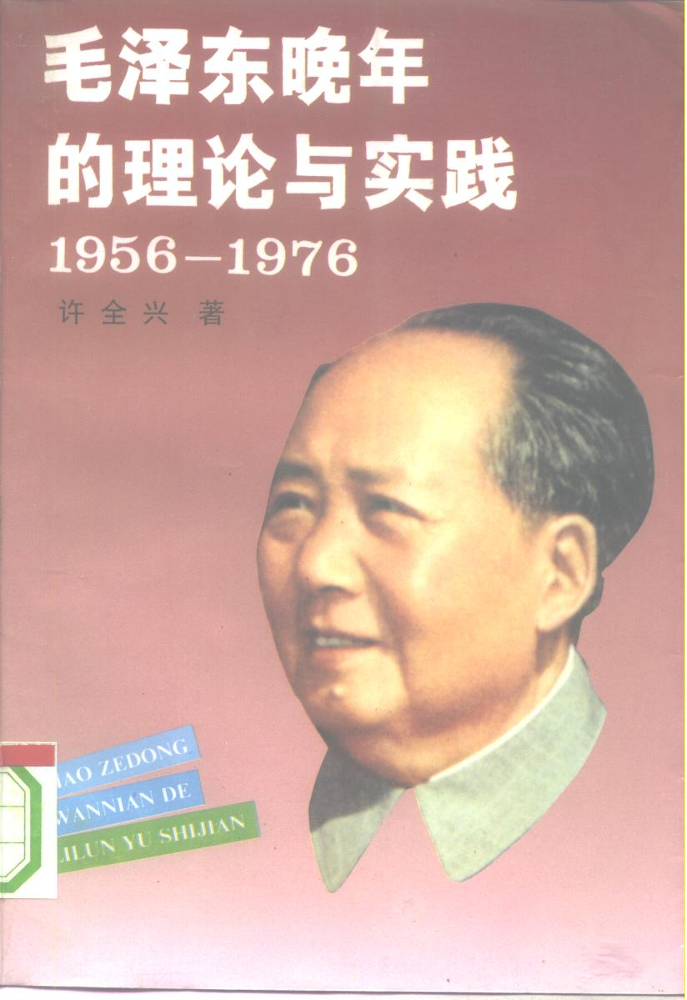 毛泽东晚年
的理论与实践
1956－1976
许全兴 著
AO ZEDONG
WANNIAN DE
LILUN YU SHIJIAN